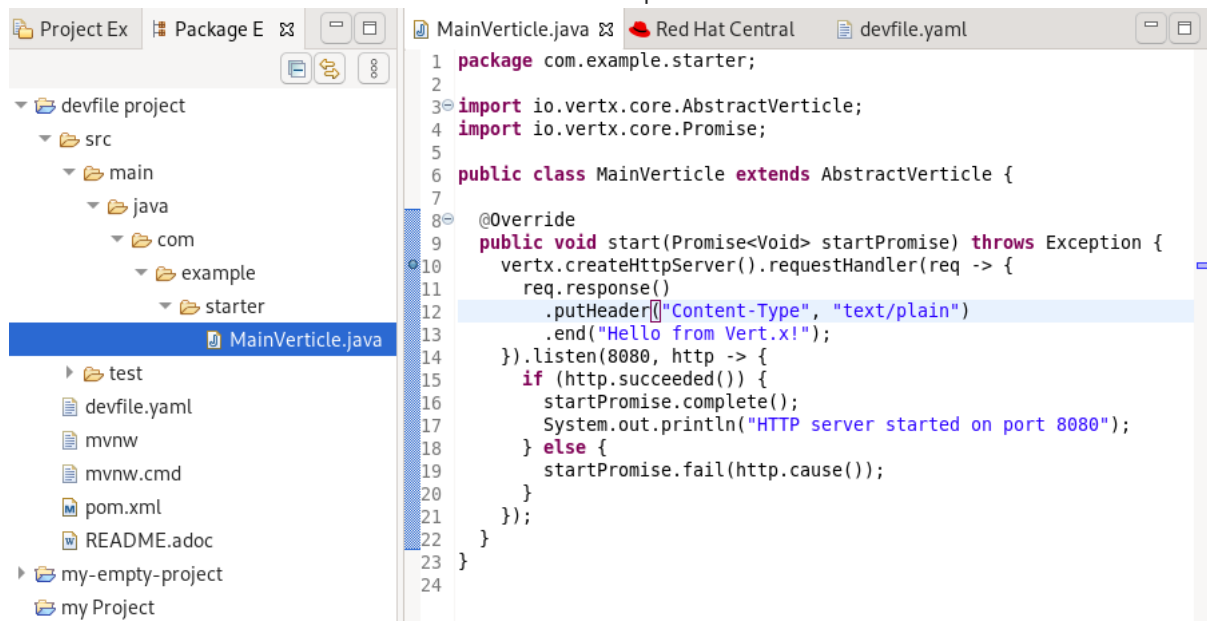 Project Ex
Package E
devfile project
src
main
java
com
example
starter
MainVerticle.java
test
devfile.yaml
mvnw
mvnw.cmd
pom.xml
README.adoc
my-empty-project
my Project
MainVerticle.java
Red Hat Central
devfile.yaml
1 package com.example.starter;
2
3 import io.vertx.core.AbstractVerticle;
4 import io.vertx.core.Promise;
5
6 public class MainVerticle extends AbstractVerticle {
7
8   @Override
9   public void start(Promise<Void> startPromise) throws Exception {
10     vertx.createHttpServer().requestHandler(req -> {
11       req.response()
12         .putHeader("Content-Type", "text/plain")
13         .end("Hello from Vert.x!");
14     }).listen(8080, http -> {
15       if (http.succeeded()) {
16         startPromise.complete();
17         System.out.println("HTTP server started on port 8080");
18       } else {
19         startPromise.fail(http.cause());
20       }
21     });
22   }
23 }
24